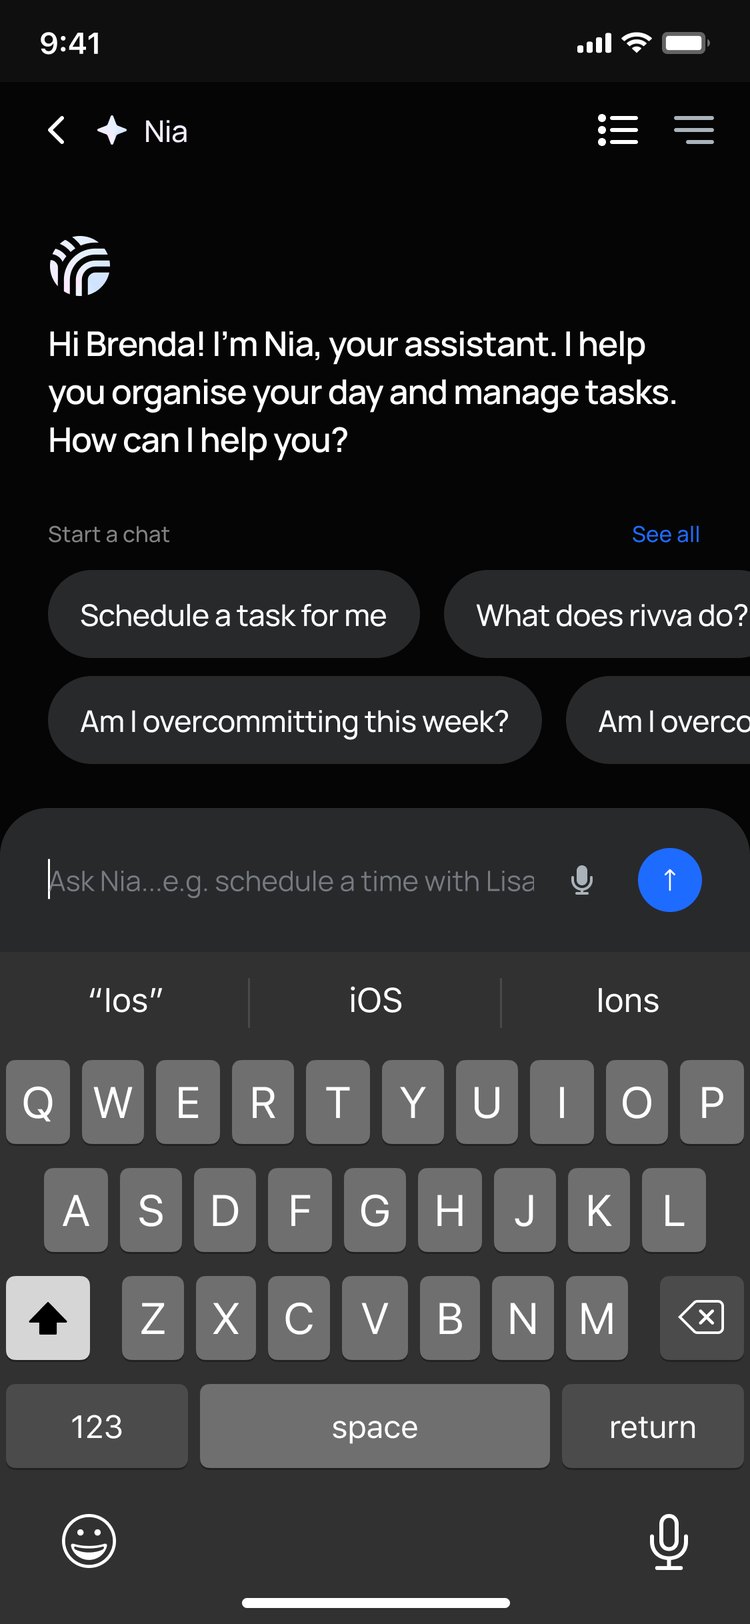 9:41
Nia
Hi Brenda! I'm Nia, your assistant. I help
you organise your day and manage tasks.
How can I help you?
Start a chat See all
Schedule a task for me What does rivva do?
Am I overcommitting this week? Am I overco
Ask Nia...e.g. schedule a time with Lisa
“Ios” iOS Ions
Q W E R T Y U I O P
A S D F G H J K L
Z X C V B N M
123 space return